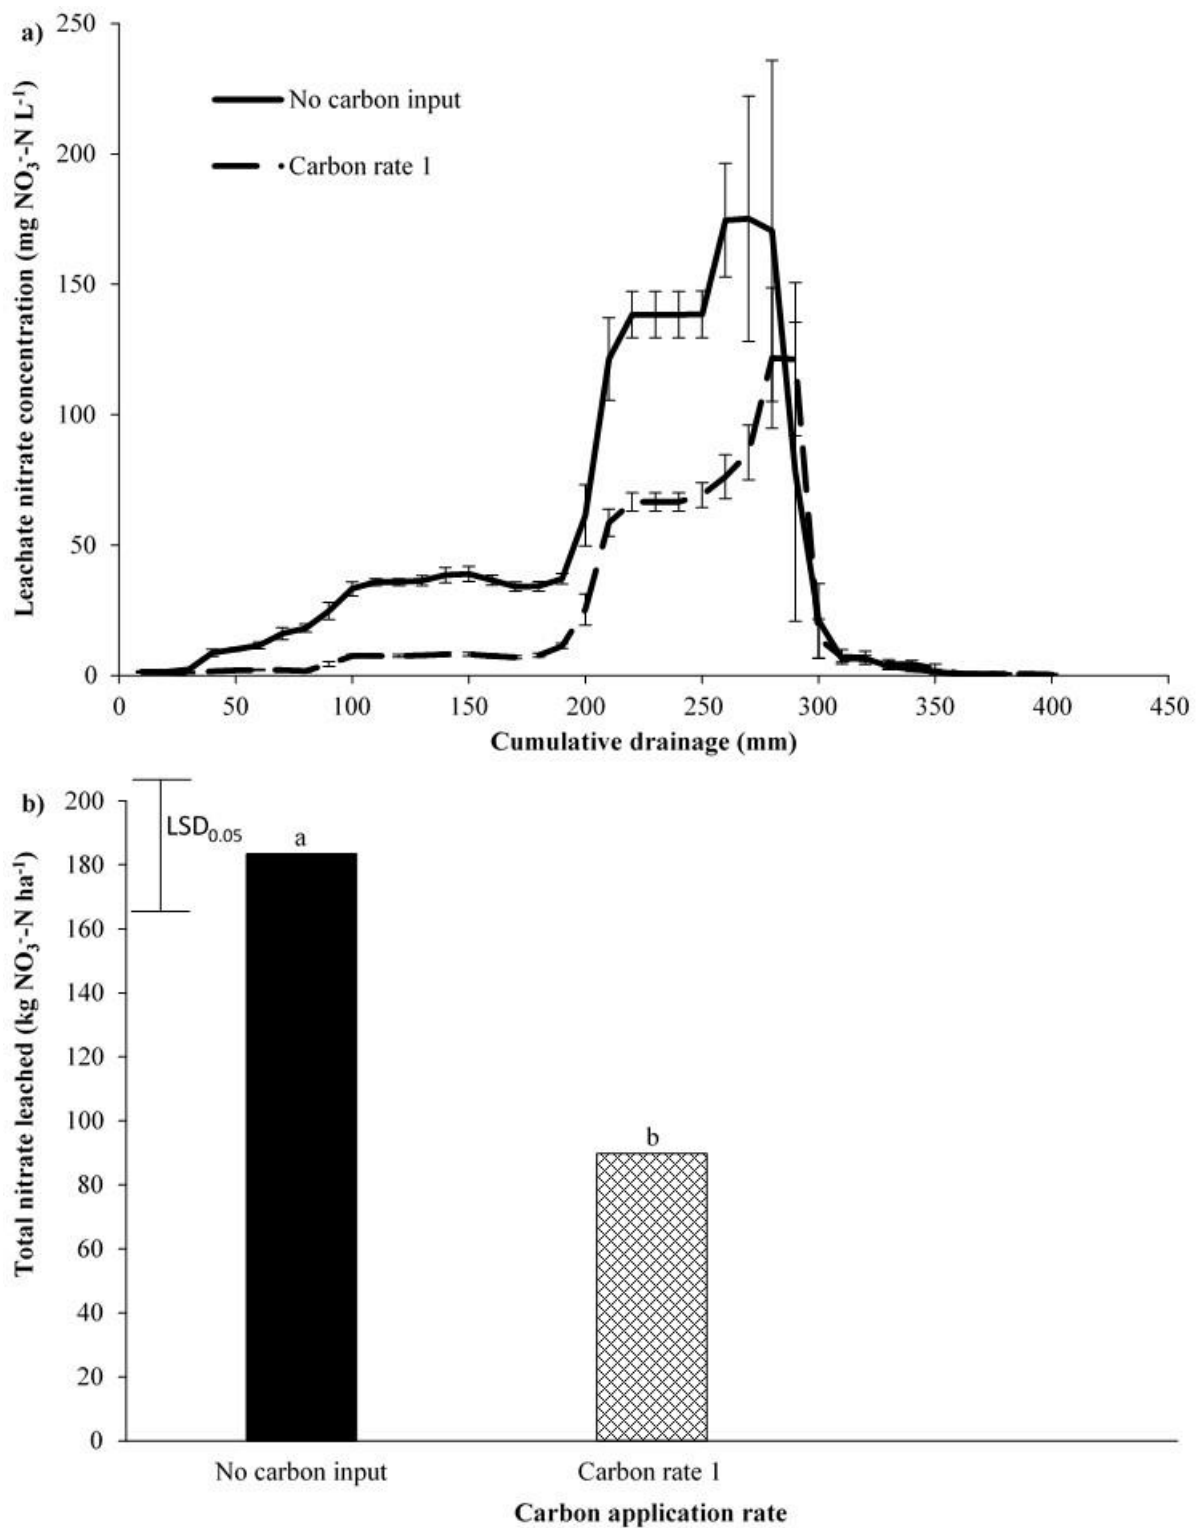 a)
Leachate nitrate concentration (mg NO₃⁻-N L⁻¹)
250
200
150
100
50
0
No carbon input
Carbon rate 1
0 50 100 150 200 250 300 350 400 450
Cumulative drainage (mm)
b)
Total nitrate leached (kg NO₃⁻-N ha⁻¹)
200
180
160
140
120
100
80
60
40
20
0
LSD₀.₀₅
a
b
No carbon input Carbon rate 1
Carbon application rate